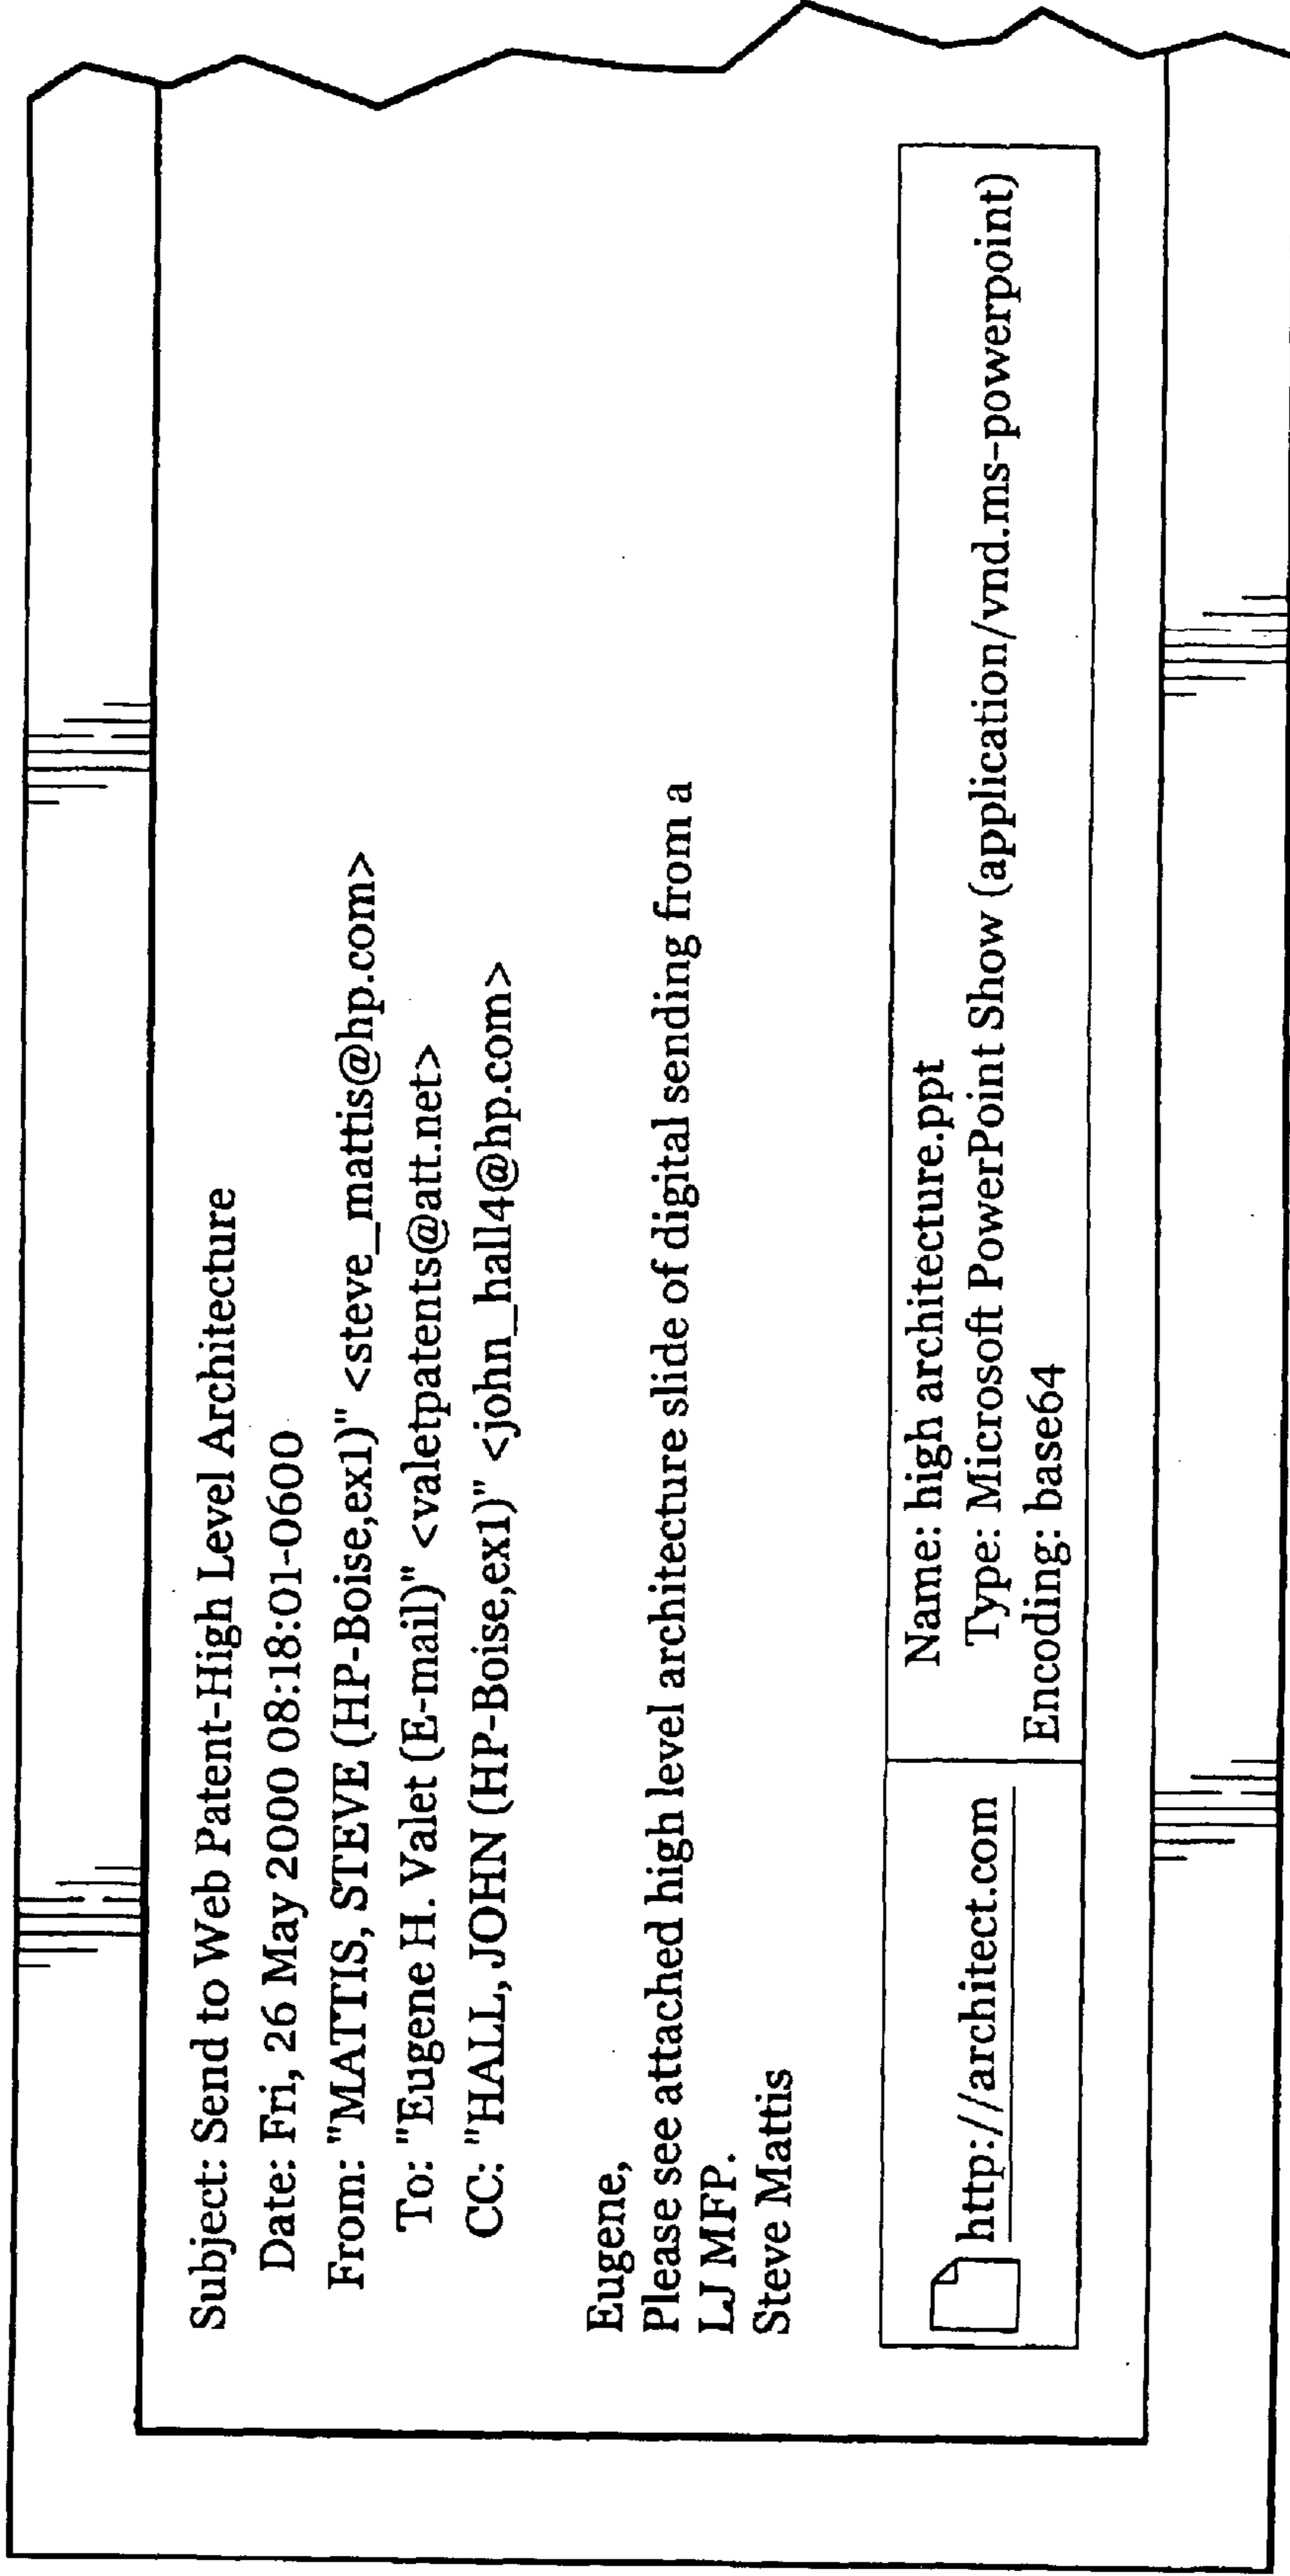 Subject: Send to Web Patent-High Level Architecture
Date: Fri, 26 May 2000 08:18:01-0600
From: "MATTIS, STEVE (HP-Boise,ex1)" <steve_mattis@hp.com>
To: "Eugene H. Valet (E-mail)" <valetpatents@att.net>
CC: "HALL, JOHN (HP-Boise,ex1)" <john_hall4@hp.com>
Eugene,
Please see attached high level architecture slide of digital sending from a
LJ MFP.
Steve Mattis
http://architect.com
Name: high architecture.ppt
Type: Microsoft PowerPoint Show (application/vnd.ms-powerpoint)
Encoding: base64